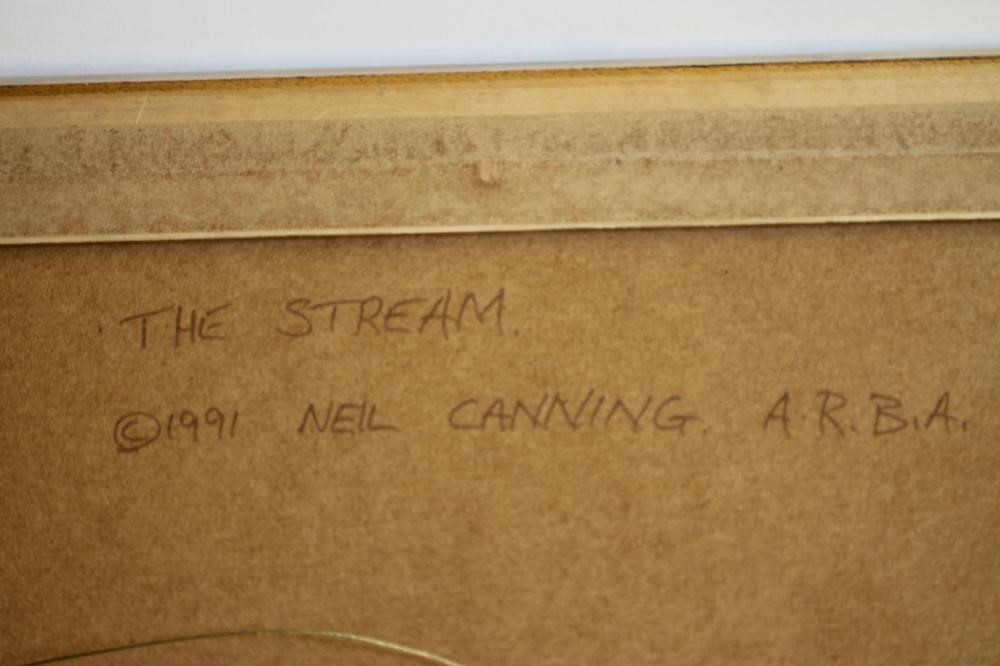 THE STREAM.
©1991 NEIL CANNING. A.R.B.A.